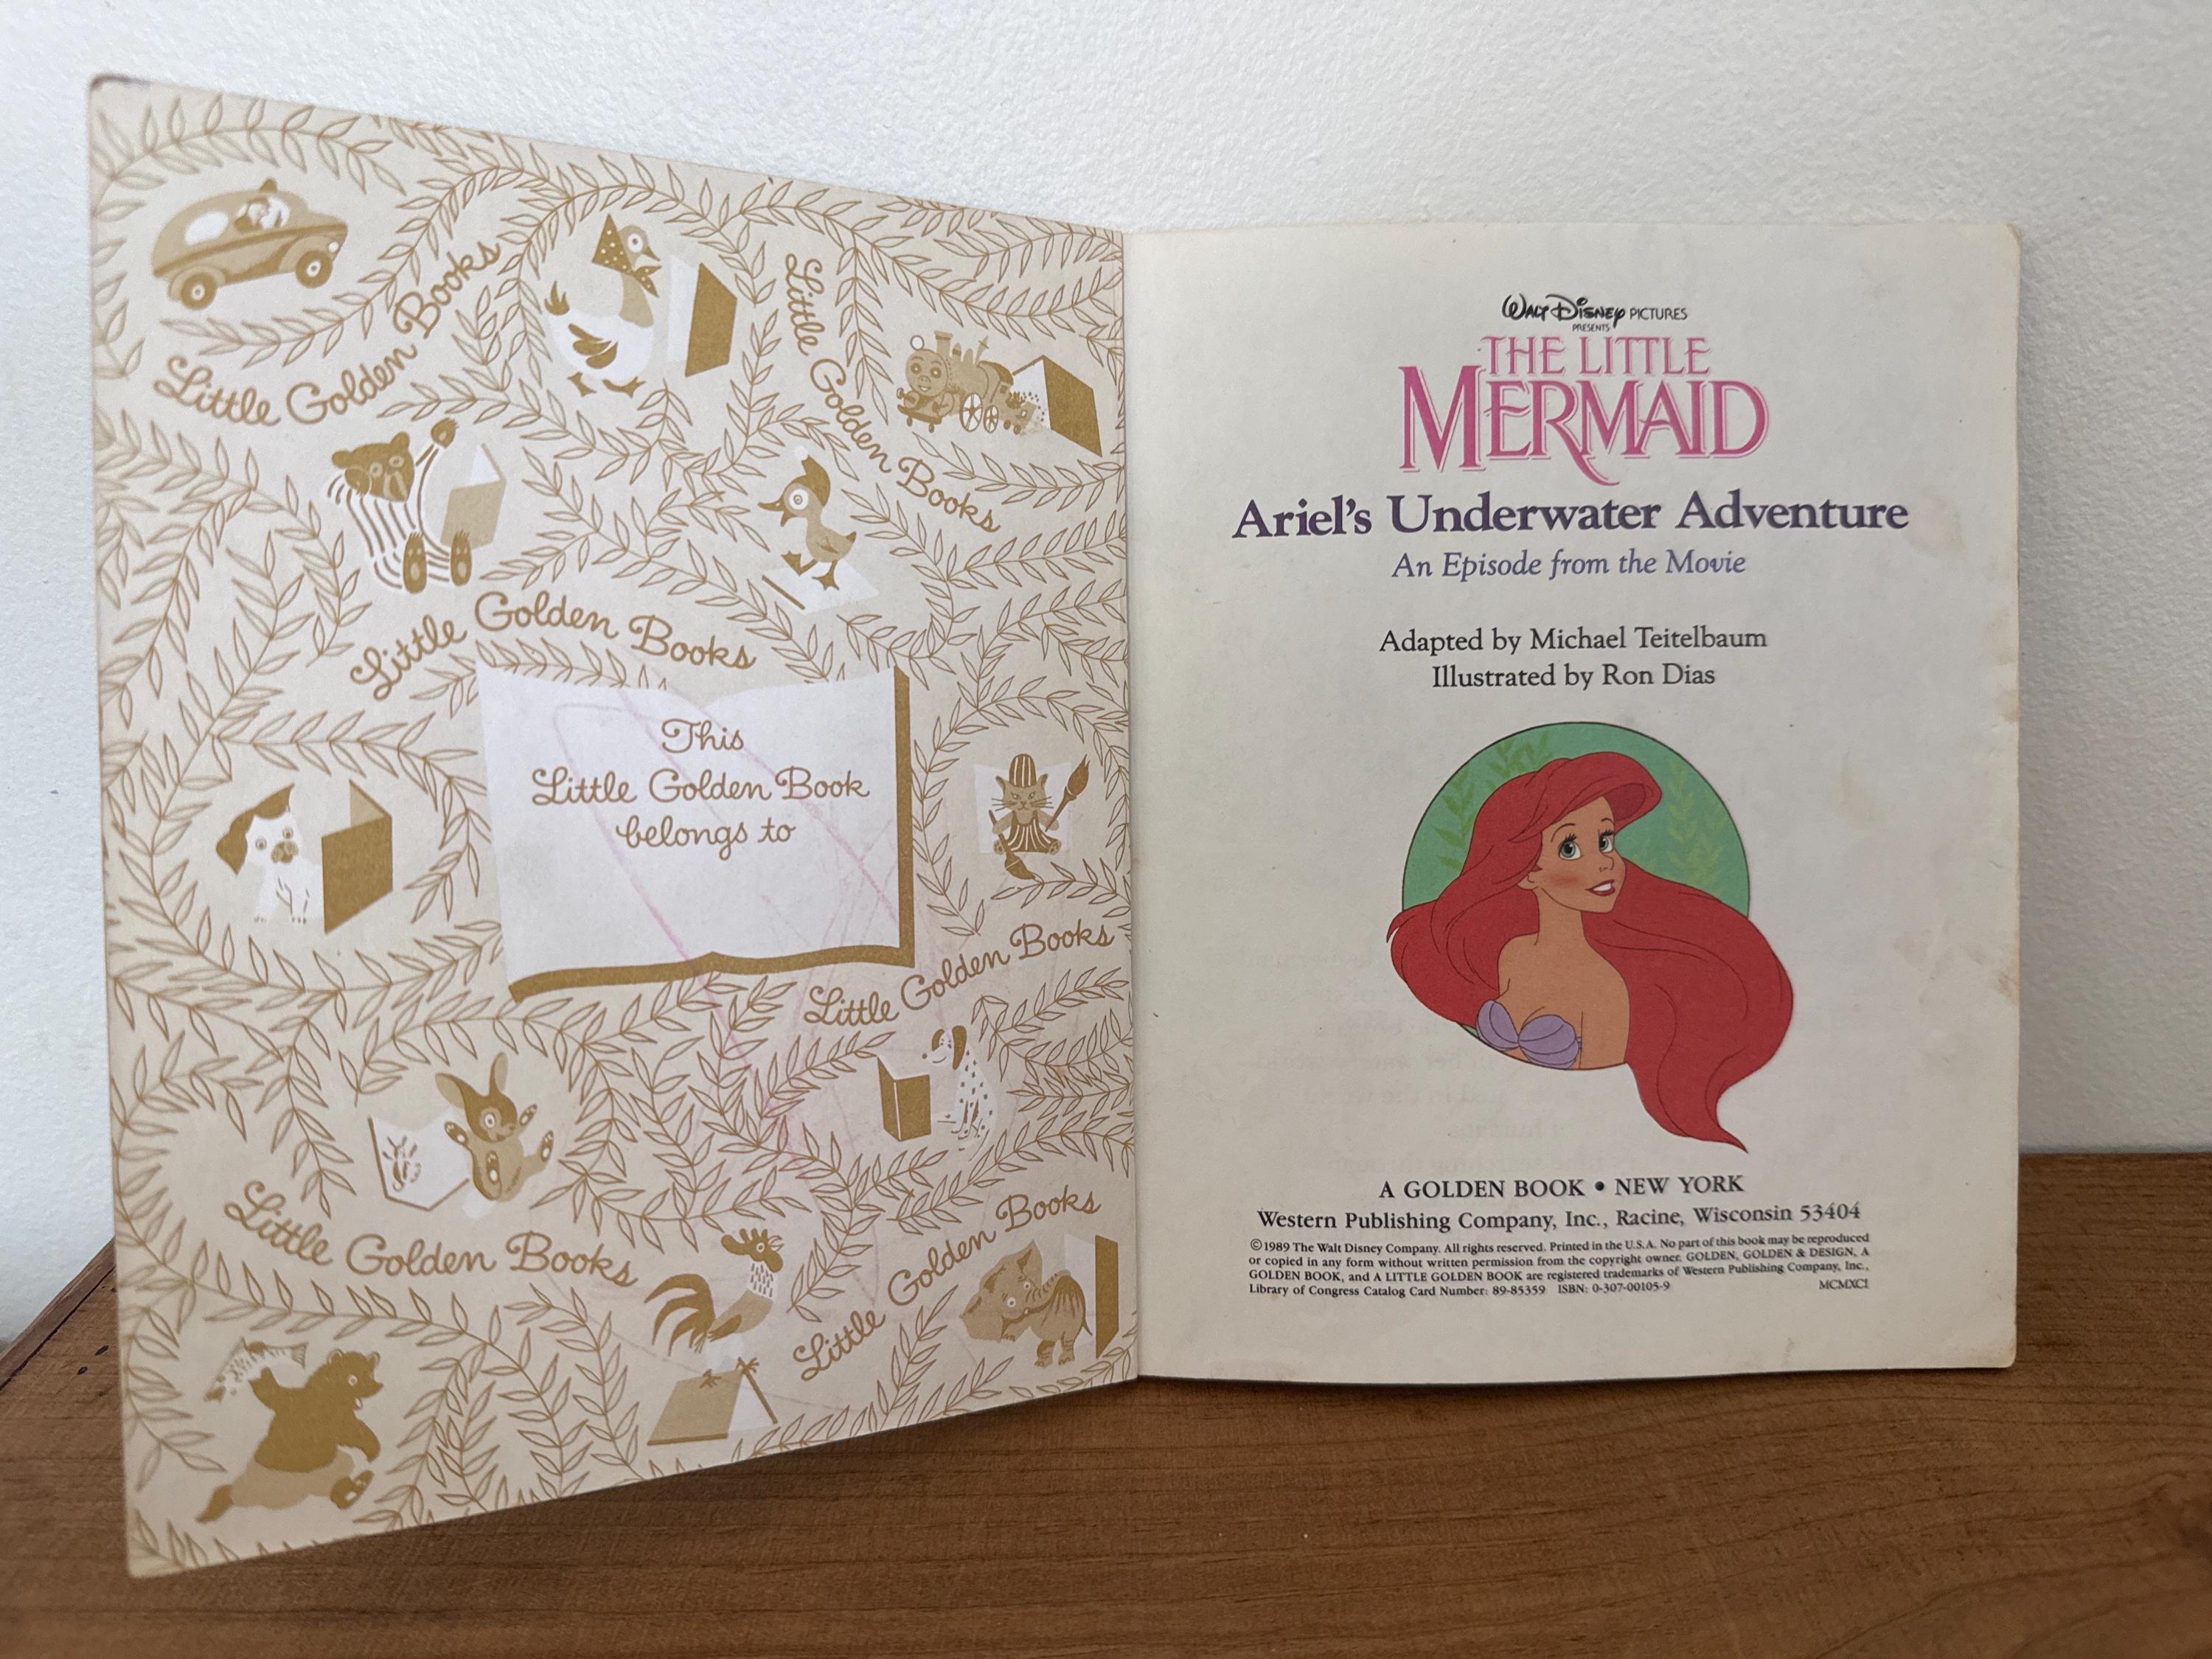 Little Golden Books
Little Golden Books
Little Golden Books
This
Little Golden Book
belongs to
Little Golden Books
Little Golden Books
Little Golden Books
WALT DISNEY PICTURES
PRESENTS
THE LITTLE
MERMAID
Ariel's Underwater Adventure
An Episode from the Movie
Adapted by Michael Teitelbaum
Illustrated by Ron Dias
A GOLDEN BOOK • NEW YORK
Western Publishing Company, Inc., Racine, Wisconsin 53404
©1989 The Walt Disney Company. All rights reserved. Printed in the U.S.A. No part of this book may be reproduced
or copied in any form without written permission from the copyright owner. GOLDEN, GOLDEN & DESIGN, A
GOLDEN BOOK, and A LITTLE GOLDEN BOOK are registered trademarks of Western Publishing Company, Inc.,
Library of Congress Catalog Card Number: 89-85359 ISBN: 0-307-00105-9 MCMXCI